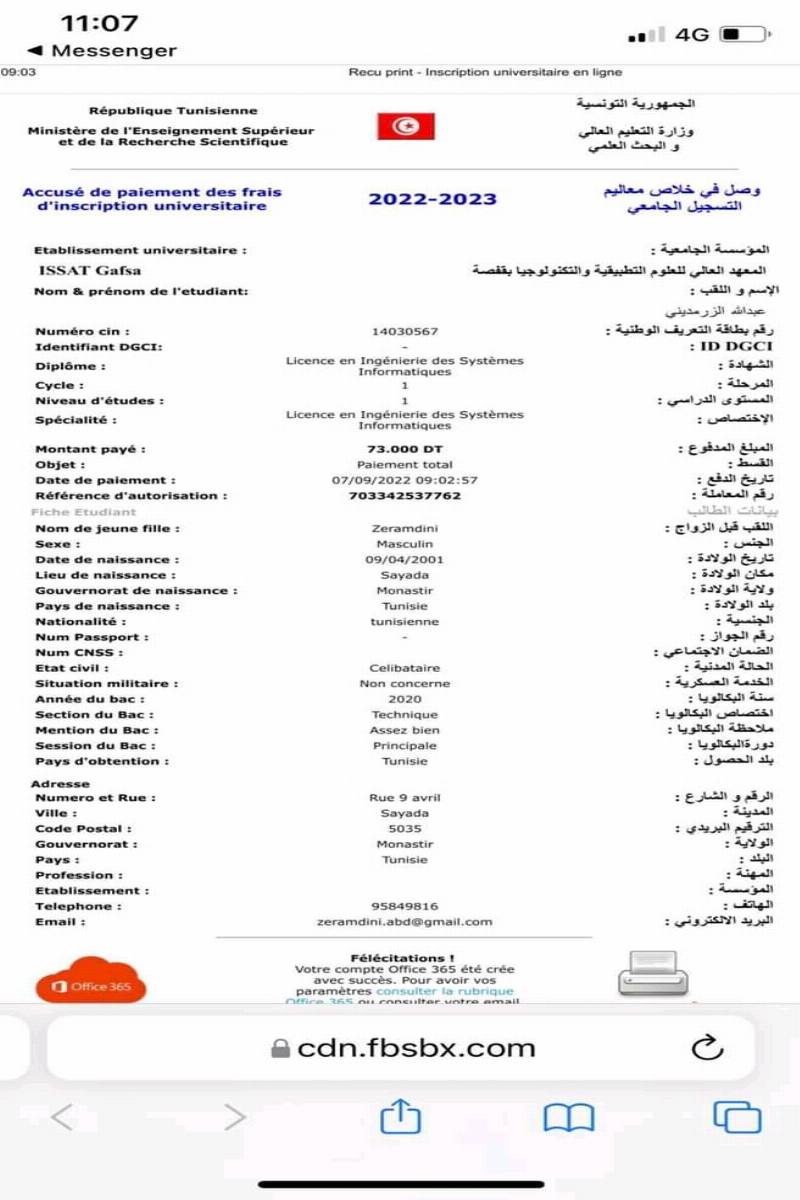 11:07
4G
◄ Messenger
09:03
Recu print - Inscription universitaire en ligne
République Tunisienne
الجمهورية التونسية
Ministère de l'Enseignement Supérieur
et de la Recherche Scientifique
وزارة التعليم العالي
و البحث العلمي
Accusé de paiement des frais
d'inscription universitaire
2022-2023
وصل في خلاص معاليم
التسجيل الجامعي
Etablissement universitaire : المؤسسة الجامعية :
ISSAT Gafsa المعهد العالي للعلوم التطبيقية والتكنولوجيا بقفصة
Nom & prénom de l'etudiant: الإسم و اللقب :
عبدالله الزرمديني
Numéro cin : 14030567 رقم بطاقة التعريف الوطنية :
Identifiant DGCI: - ID DGCI :
Diplôme : Licence en Ingénierie des Systèmes الشهادة :
Informatiques
Cycle : 1 المرحلة :
Niveau d'études : 1 المستوى الدراسي :
Spécialité : Licence en Ingénierie des Systèmes الإختصاص :
Informatiques
Montant payé : 73.000 DT المبلغ المدفوع :
Objet : Paiement total القسط :
Date de paiement : 07/09/2022 09:02:57 تاريخ الدفع :
Référence d'autorisation : 703342537762 رقم المعاملة :
Fiche Etudiant بيانات الطالب
Nom de jeune fille : Zeramdini اللقب قبل الزواج :
Sexe : Masculin الجنس :
Date de naissance : 09/04/2001 تاريخ الولادة :
Lieu de naissance : Sayada مكان الولادة :
Gouvernorat de naissance : Monastir ولاية الولادة :
Pays de naissance : Tunisie بلد الولادة :
Nationalité : tunisienne الجنسية :
Num Passport : - رقم الجواز :
Num CNSS : الضمان الاجتماعي :
Etat civil : Celibataire الحالة المدنية :
Situation militaire : Non concerne الخدمة العسكرية :
Année du bac : 2020 سنة البكالويا :
Section du Bac : Technique اختصاص البكالويا :
Mention du Bac : Assez bien ملاحظة البكالويا :
Session du Bac : Principale دورةالبكالويا :
Pays d'obtention : Tunisie بلد الحصول :
Adresse
Numero et Rue : Rue 9 avril الرقم و الشارع :
Ville : Sayada المدينة :
Code Postal : 5035 الترقيم البريدي :
Gouvernorat : Monastir الولاية :
Pays : Tunisie البلد :
Profession : المهنة :
Etablissement : المؤسسة :
Telephone : 95849816 الهاتف :
Email : zeramdini.abd@gmail.com البريد الالكتروني :
Office 365
Félécitations !
Votre compte Office 365 été crée
avec succès. Pour avoir vos
paramètres consulter la rubrique
Office 365 ou consulter votre email
cdn.fbsbx.com